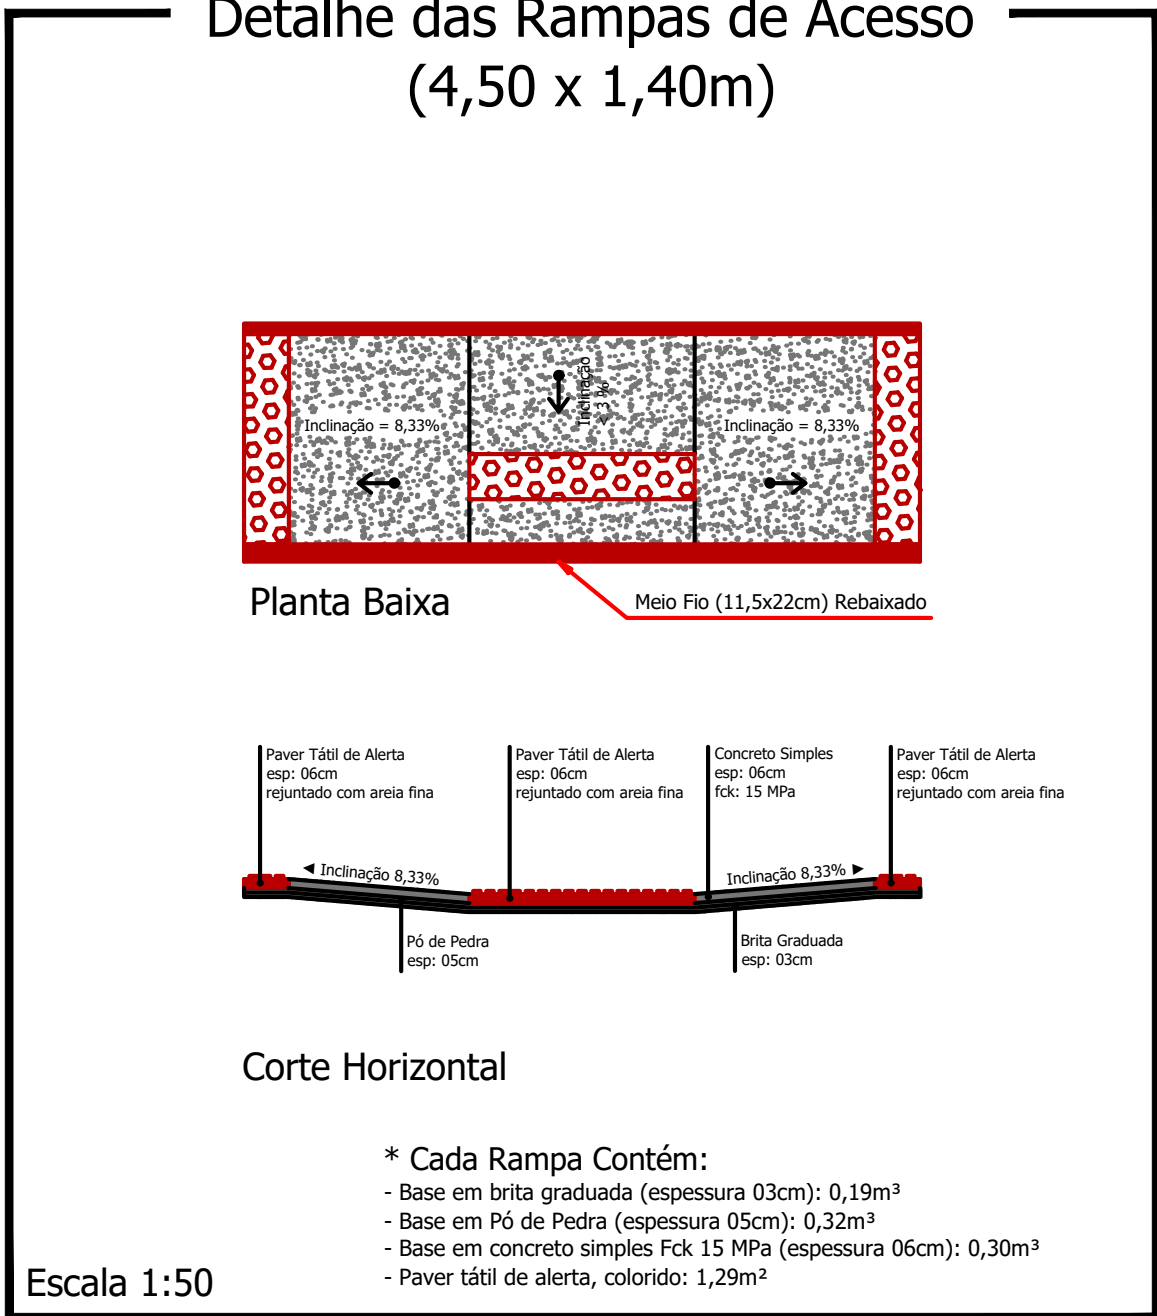 Detalhe das Rampas de Acesso
(4,50 x 1,40m)
Inclinação = 8,33%
Inclinação
< 3 %
Inclinação = 8,33%
Planta Baixa
Meio Fio (11,5x22cm) Rebaixado
Paver Tátil de Alerta
esp: 06cm
rejuntado com areia fina
Paver Tátil de Alerta
esp: 06cm
rejuntado com areia fina
Concreto Simples
esp: 06cm
fck: 15 MPa
Paver Tátil de Alerta
esp: 06cm
rejuntado com areia fina
Inclinação 8,33%
Inclinação 8,33%
Pó de Pedra
esp: 05cm
Brita Graduada
esp: 03cm
Corte Horizontal
* Cada Rampa Contém:
- Base em brita graduada (espessura 03cm): 0,19m³
- Base em Pó de Pedra (espessura 05cm): 0,32m³
- Base em concreto simples Fck 15 MPa (espessura 06cm): 0,30m³
- Paver tátil de alerta, colorido: 1,29m²
Escala 1:50